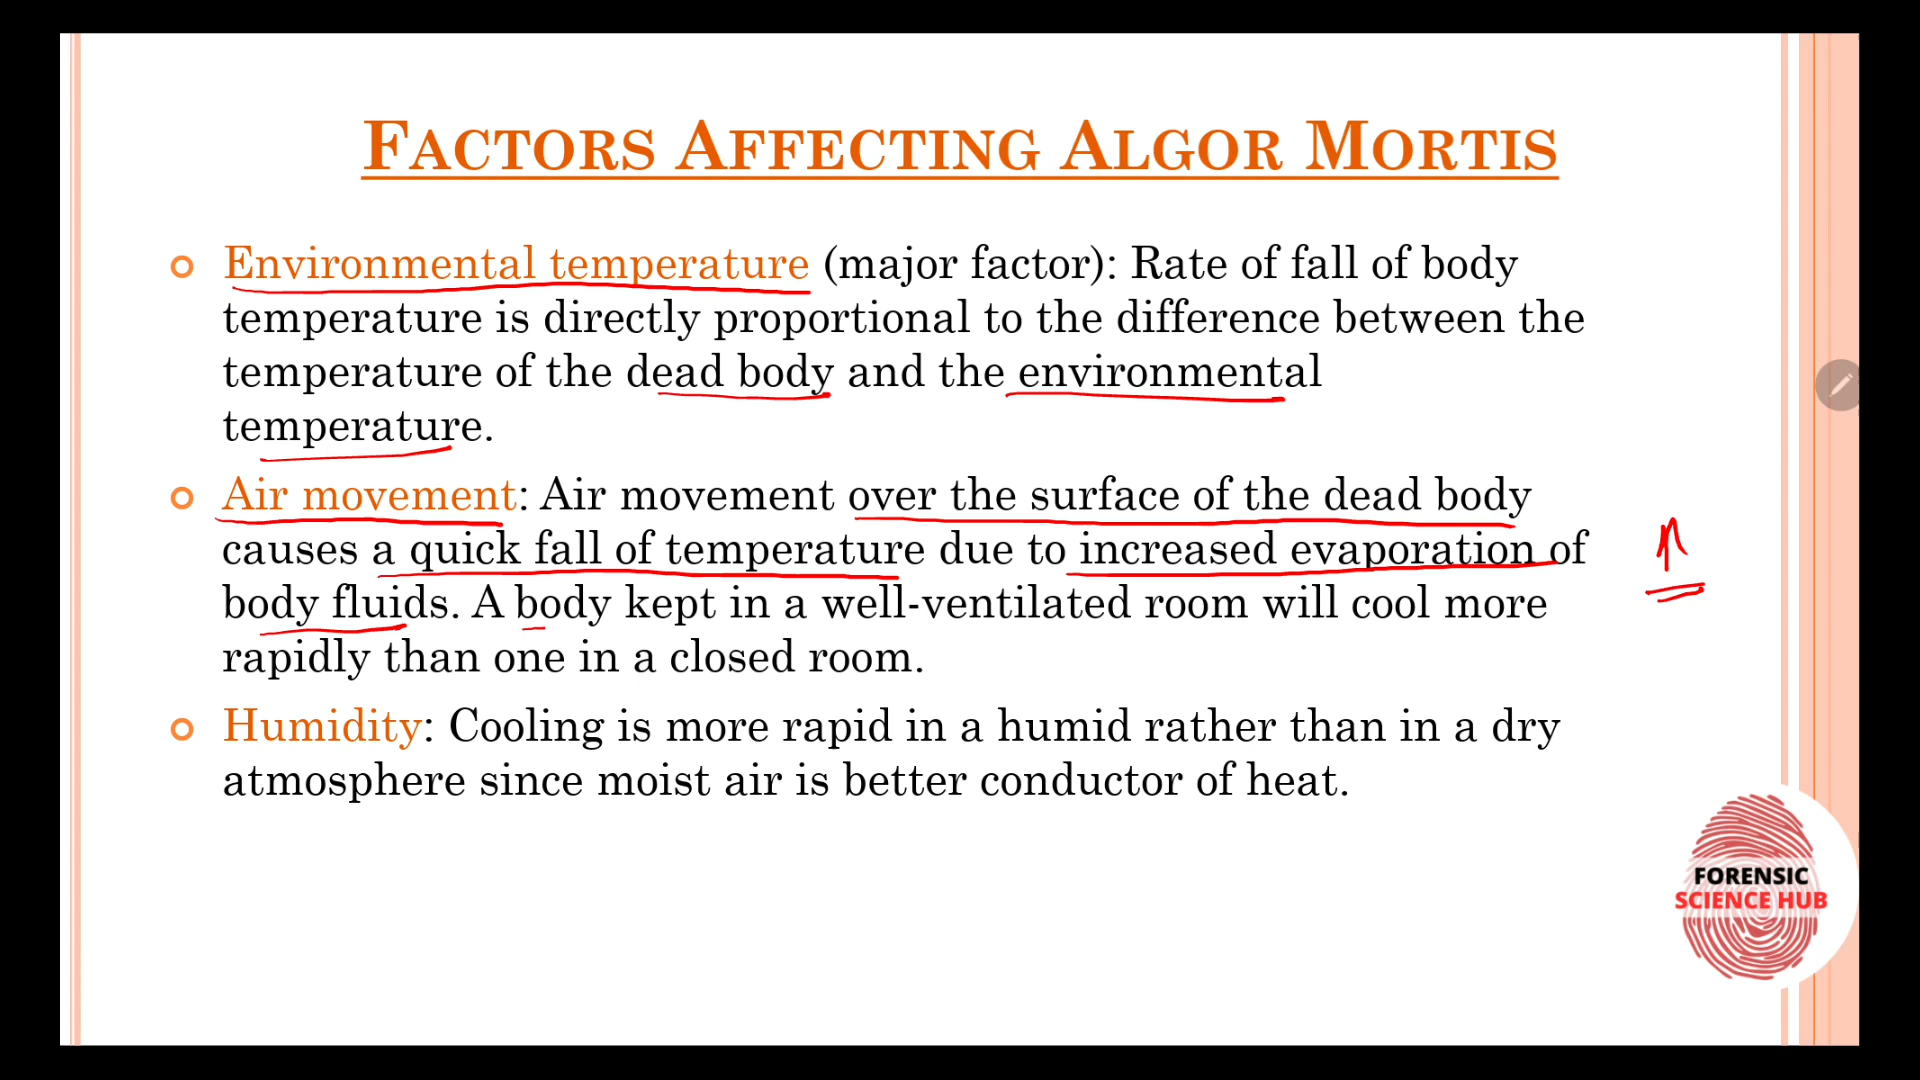 FACTORS AFFECTING ALGOR MORTIS
Environmental temperature (major factor): Rate of fall of body
temperature is directly proportional to the difference between the
temperature of the dead body and the environmental
temperature.
Air movement: Air movement over the surface of the dead body
causes a quick fall of temperature due to increased evaporation of
body fluids. A body kept in a well-ventilated room will cool more
rapidly than one in a closed room.
Humidity: Cooling is more rapid in a humid rather than in a dry
atmosphere since moist air is better conductor of heat.
FORENSIC
SCIENCE HUB